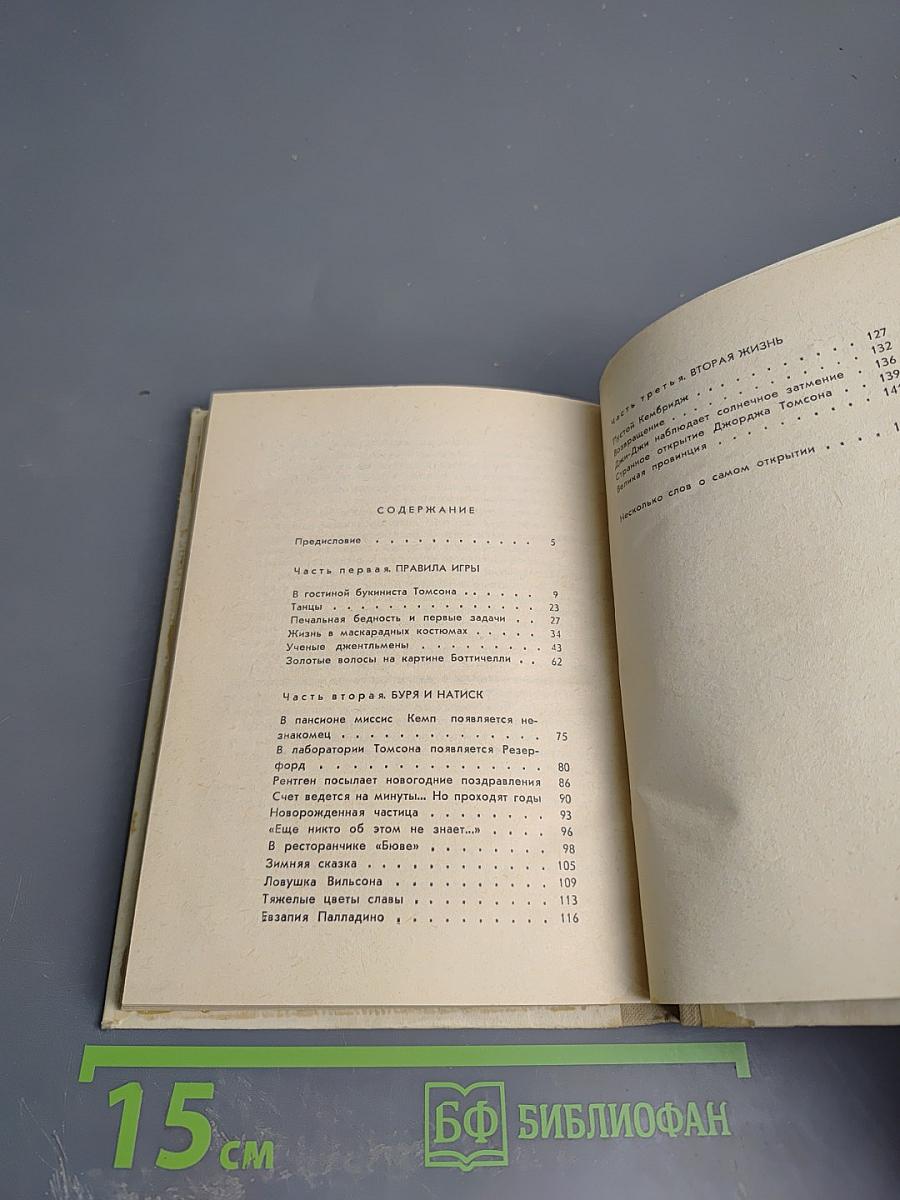 СОДЕРЖАНИЕ
Предисловие . . . . . . . . . . . . 5
Часть первая. ПРАВИЛА ИГРЫ
В гостиной букиниста Томсона . . . . . . 9
Танцы . . . . . . . . . . . . . . . 23
Печальная бедность и первые задачи . . 27
Жизнь в маскарадных костюмах . . . . . 34
Ученые джентльмены . . . . . . . . . 43
Золотые волосы на картине Боттичелли . . 62
Часть вторая. БУРЯ И НАТИСК
В пансионе миссис Кемп появляется не-
знакомец . . . . . . . . . . . . . 75
В лаборатории Томсона появляется Резер-
форд . . . . . . . . . . . . . . 80
Рентген посылает новогодние поздравления 86
Счет ведется на минуты... Но проходят годы 90
Новорожденная частица . . . . . . . . 93
«Еще никто об этом не знает...» . . . . 96
В ресторанчике «Бюве» . . . . . . . . 98
Зимняя сказка . . . . . . . . . . . 105
Ловушка Вильсона . . . . . . . . . . 109
Тяжелые цветы славы . . . . . . . . . 113
Евзапия Палладино . . . . . . . . . . 116
Часть третья. ВТОРАЯ ЖИЗНЬ
Пустой Кембридж . . . . . . . . . . 127
Возвращение . . . . . . . . . . . . 132
Джи-Джи наблюдает солнечное затмение . 136
Странное открытие Джорджа Томсона . . 139
Великая провинция . . . . . . . . .
Несколько слов о самом открытии . . . .
15 см
БФ БИБЛИОФАН